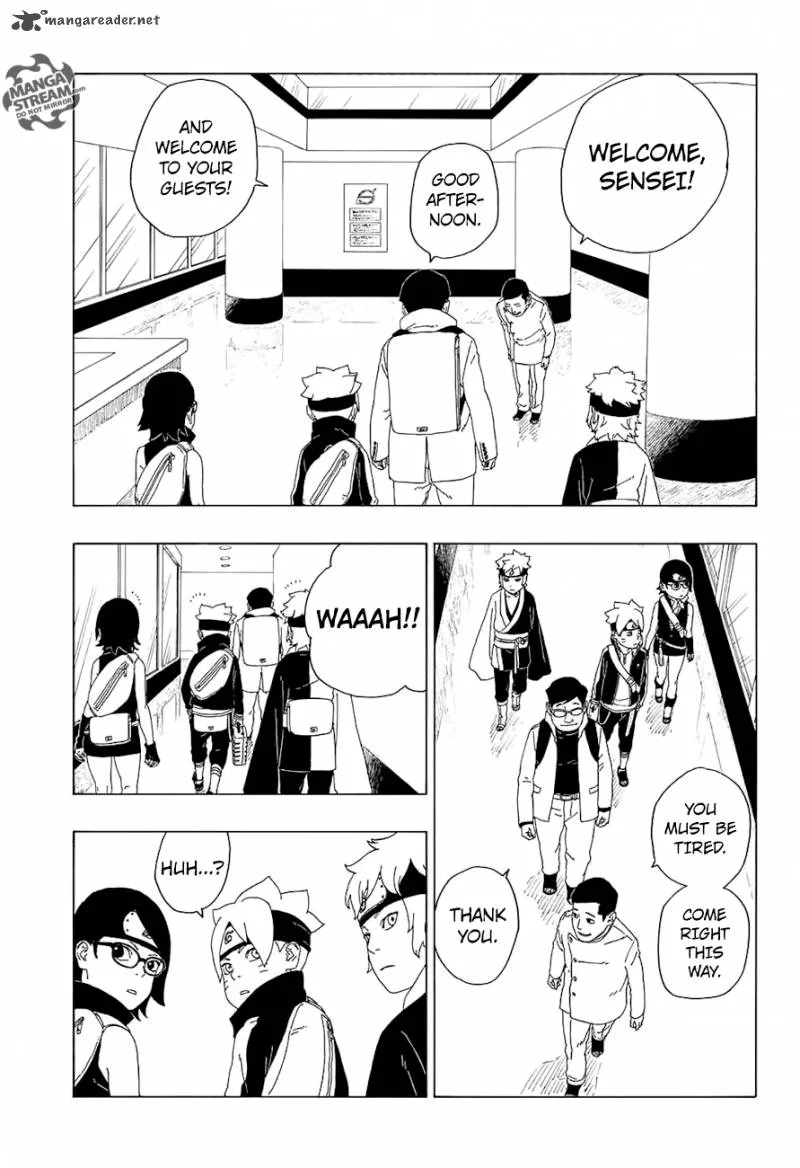 mangareader.net
MANGA
STREAM.
DO NOT MIRROR
WELCOME,
SENSEI!
GOOD
AFTER-
NOON.
AND
WELCOME
TO YOUR
GUESTS!
YOU
MUST BE
TIRED.
COME
RIGHT
THIS
WAY.
THANK
YOU.
WAAAH!!
HUH...?